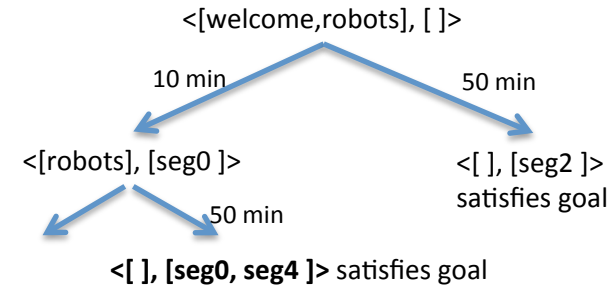 <[welcome,robots], [ ]>
10 min
50 min
<[robots], [seg0 ]>
<[ ], [seg2 ]>
satisfies goal
50 min
<[ ], [seg0, seg4 ]> satisfies goal